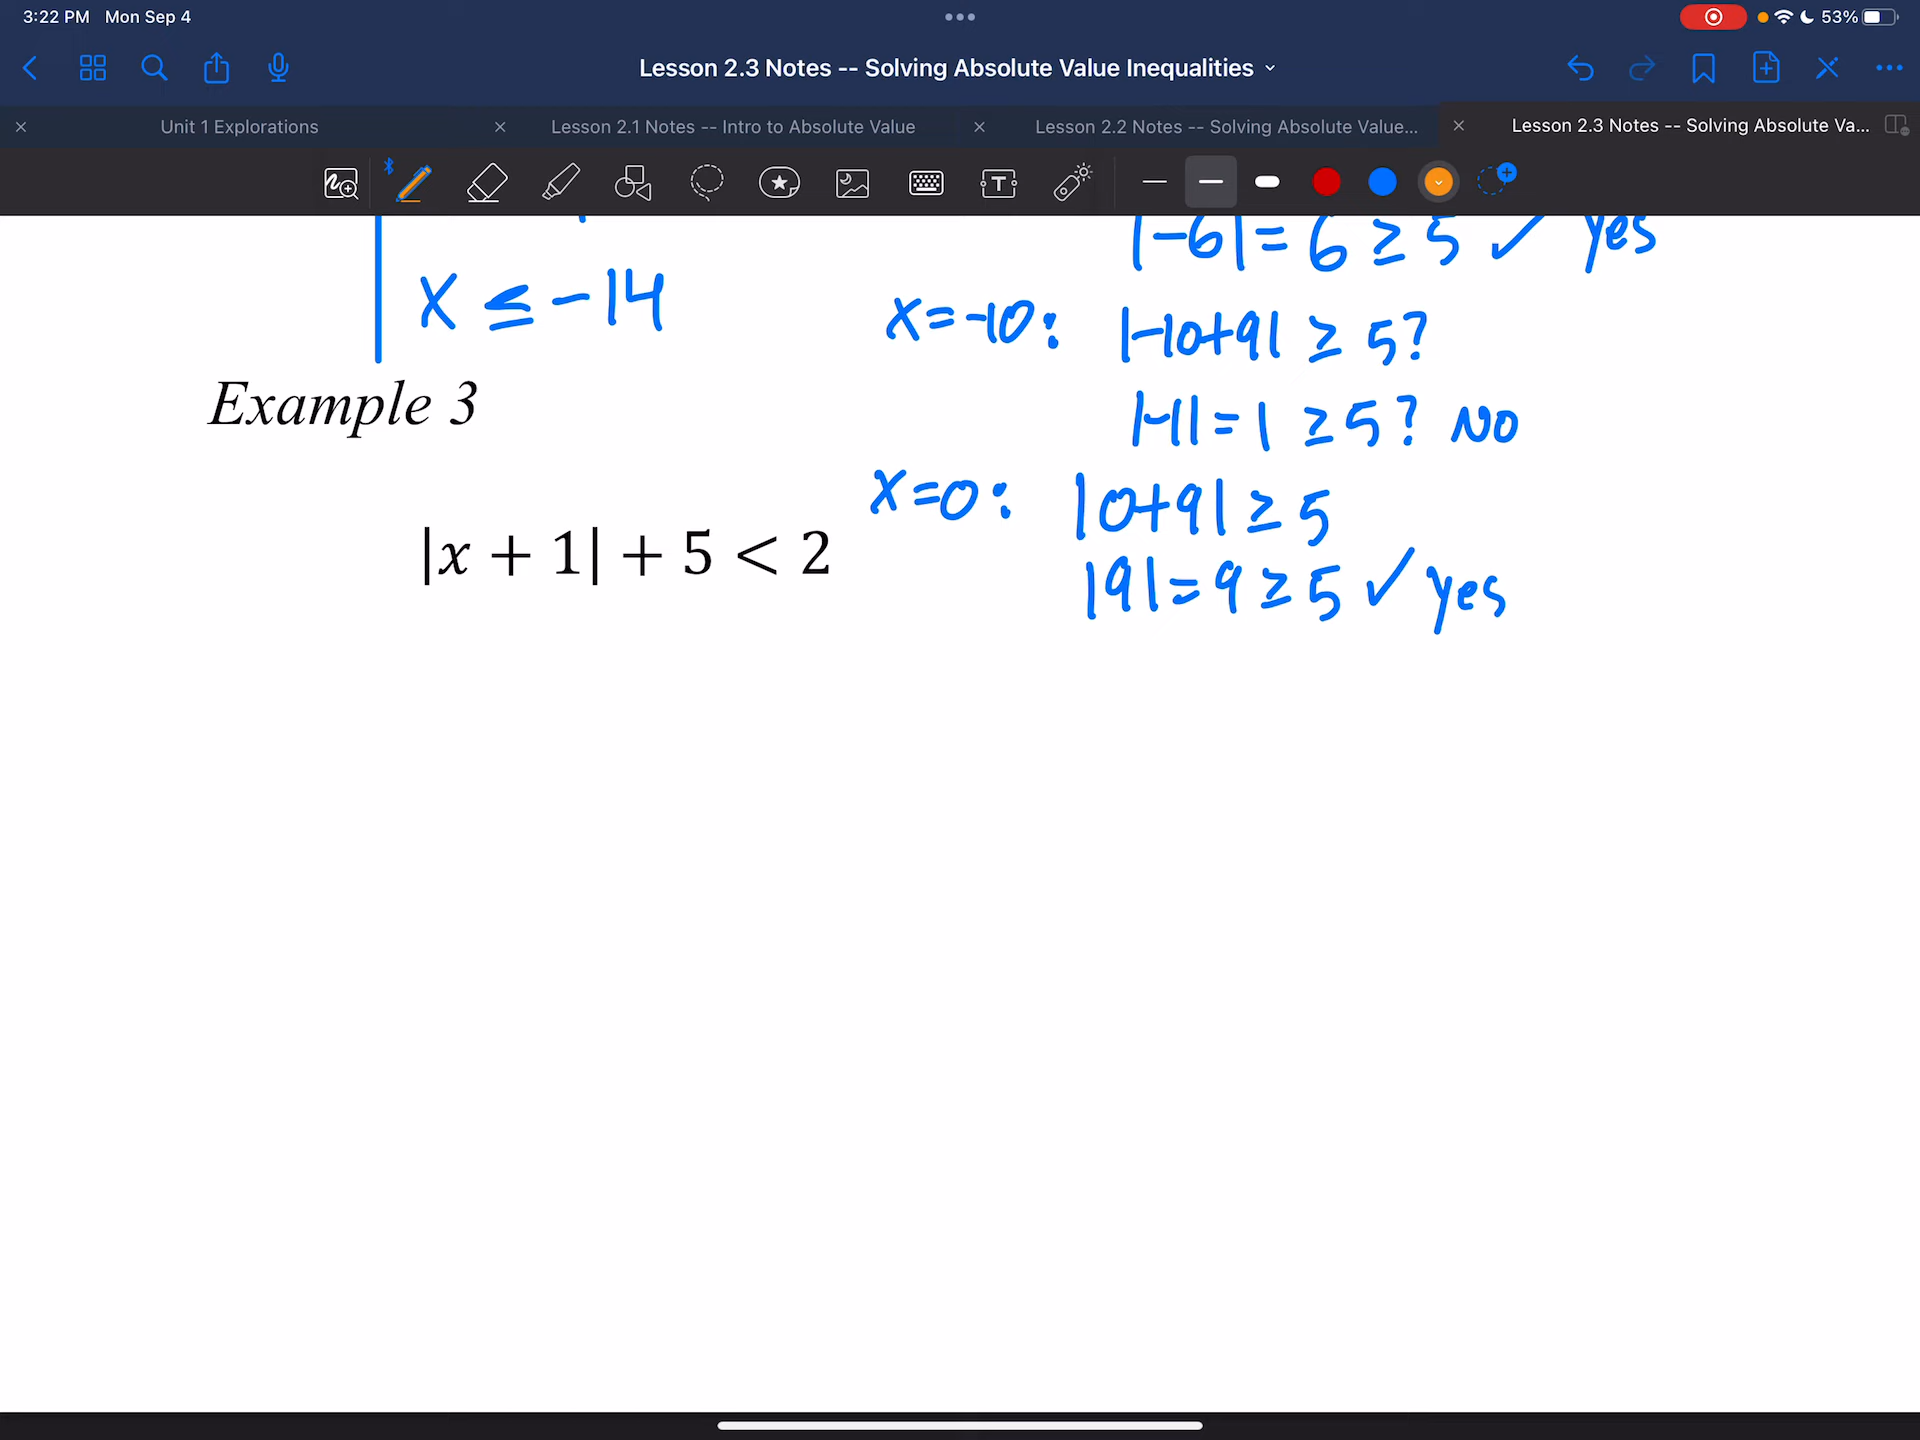 3:22 PM Mon Sep 4
53%
Lesson 2.3 Notes -- Solving Absolute Value Inequalities
Unit 1 Explorations
Lesson 2.1 Notes -- Intro to Absolute Value
Lesson 2.2 Notes -- Solving Absolute Value...
Lesson 2.3 Notes -- Solving Absolute Va...
|-6| = 6 ≥ 5 ✓ yes
x ≤ -14
x=-10: |-10+9| ≥ 5?
|-1| = 1 ≥ 5? NO
Example 3
x=0: |0+9| ≥ 5
|x + 1| + 5 < 2
|9| = 9 ≥ 5 ✓ yes